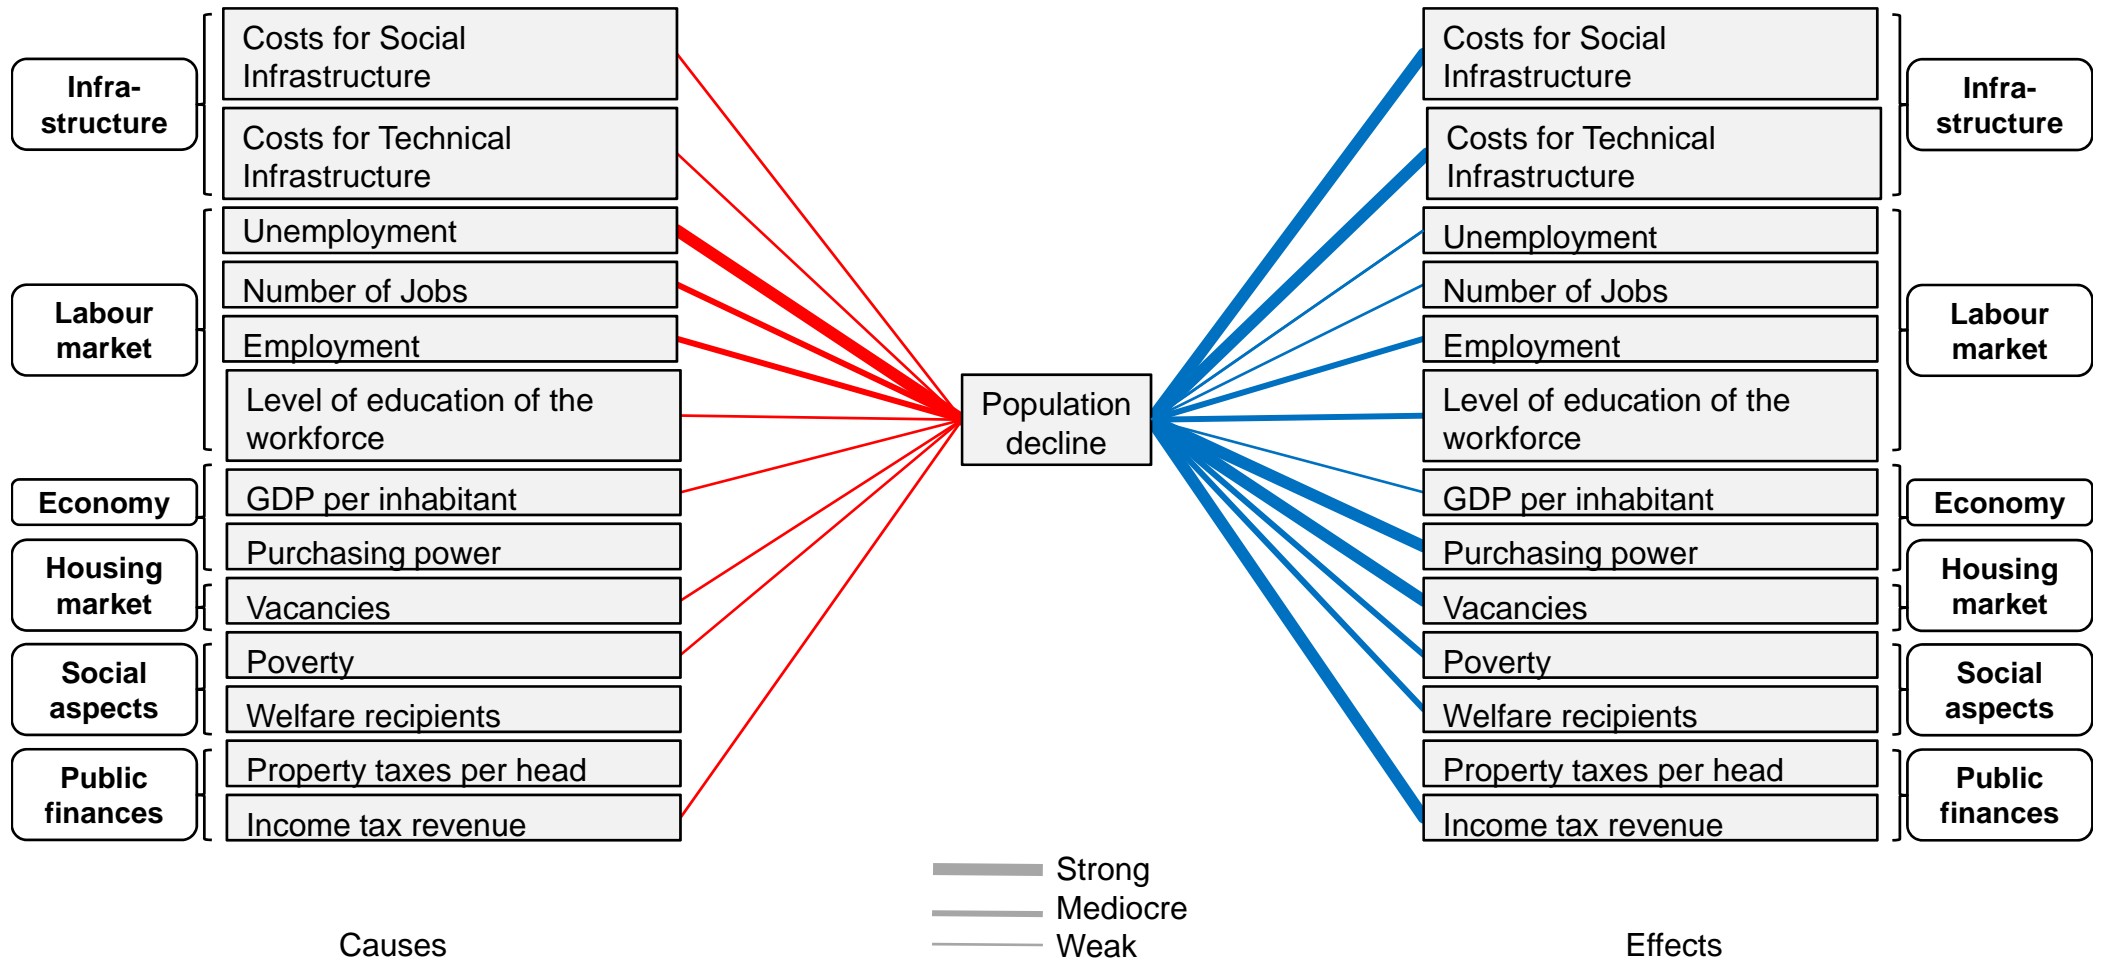 Infra-
structure
Labour
market
Economy
Housing
market
Social
aspects
Public
finances
Costs for Social
Infrastructure
Costs for Technical
Infrastructure
Unemployment
Number of Jobs
Employment
Level of education of the
workforce
GDP per inhabitant
Purchasing power
Vacancies
Poverty
Welfare recipients
Property taxes per head
Income tax revenue
Population
decline
Costs for Social
Infrastructure
Costs for Technical
Infrastructure
Unemployment
Number of Jobs
Employment
Level of education of the
workforce
GDP per inhabitant
Purchasing power
Vacancies
Poverty
Welfare recipients
Property taxes per head
Income tax revenue
Infra-
structure
Labour
market
Economy
Housing
market
Social
aspects
Public
finances
Strong
Mediocre
Weak
Causes
Effects